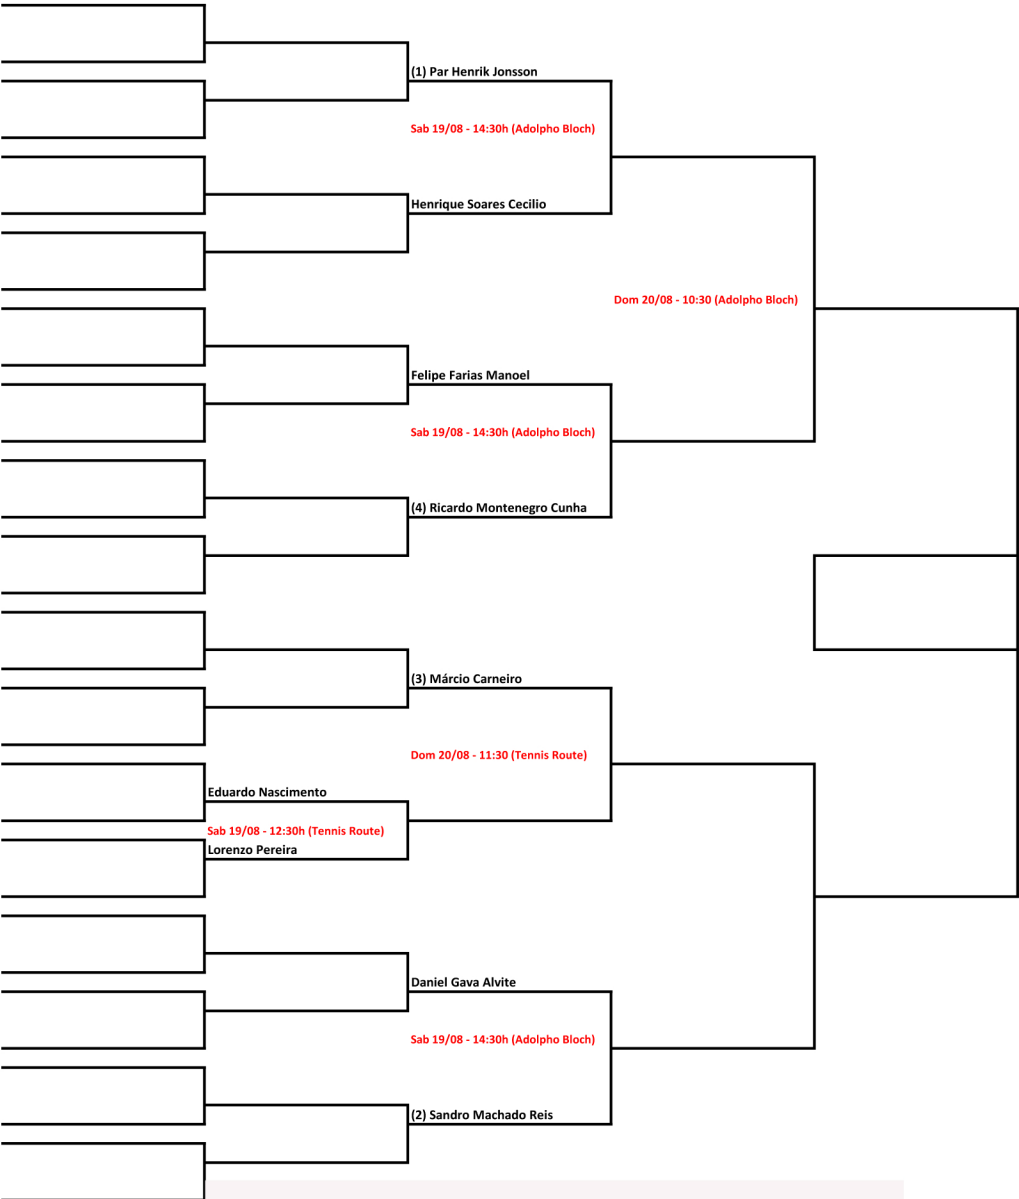 (1) Par Henrik Jonsson
Sab 19/08 - 14:30h (Adolpho Bloch)
Henrique Soares Cecilio
Dom 20/08 - 10:30 (Adolpho Bloch)
Felipe Farias Manoel
Sab 19/08 - 14:30h (Adolpho Bloch)
(4) Ricardo Montenegro Cunha
(3) Márcio Carneiro
Dom 20/08 - 11:30 (Tennis Route)
Eduardo Nascimento
Sab 19/08 - 12:30h (Tennis Route)
Lorenzo Pereira
Daniel Gava Alvite
Sab 19/08 - 14:30h (Adolpho Bloch)
(2) Sandro Machado Reis